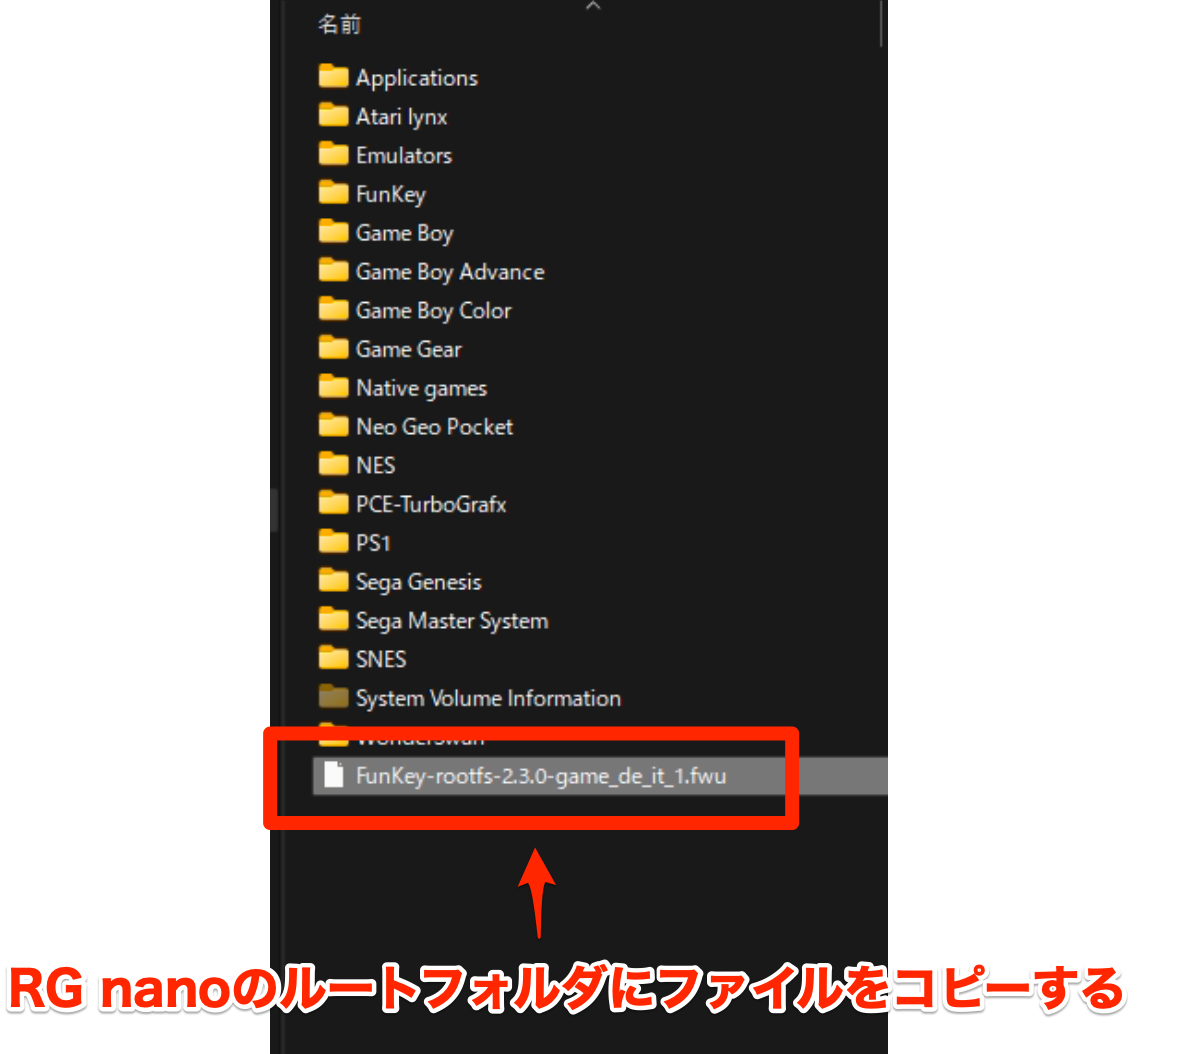 名前
Applications
Atari lynx
Emulators
FunKey
Game Boy
Game Boy Advance
Game Boy Color
Game Gear
Native games
Neo Geo Pocket
NES
PCE-TurboGrafx
PS1
Sega Genesis
Sega Master System
SNES
System Volume Information
WonderSwan
FunKey-rootfs-2.3.0-game_de_it_1.fwu
RG nanoのルートフォルダにファイルをコピーする